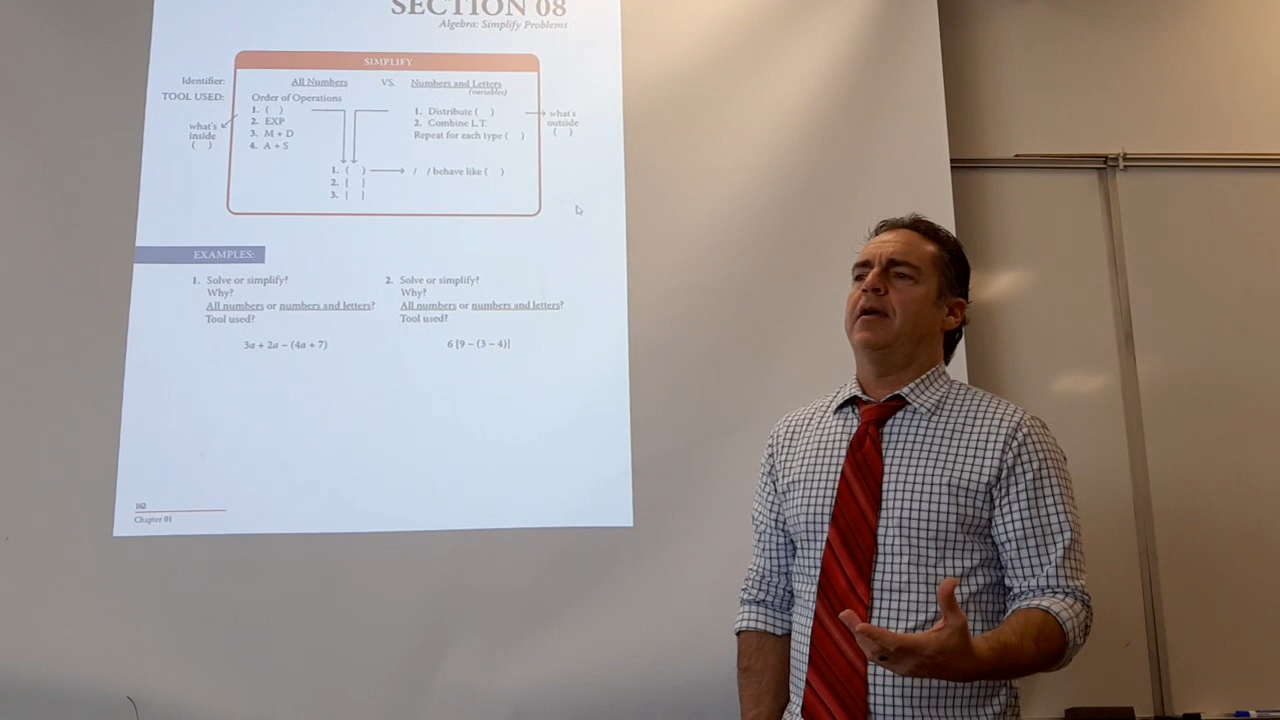 SECTION 08
Algebra: Simplify Problems
SIMPLIFY
Identifier: All Numbers VS. Numbers and Letters
(variables)
TOOL USED: Order of Operations
1. ( ) 1. Distribute ( ) what's
2. EXP 2. Combine L.T. outside
what's 3. M + D Repeat for each type ( ) ( )
inside 4. A + S
( )
1. ( ) / / behave like ( )
2. [ ]
3. | |
EXAMPLES:
1. Solve or simplify? 2. Solve or simplify?
Why? Why?
All numbers or numbers and letters? All numbers or numbers and letters?
Tool used? Tool used?
3a + 2a − (4a + 7) 6 [9 − (3 − 4)]
162
Chapter 01